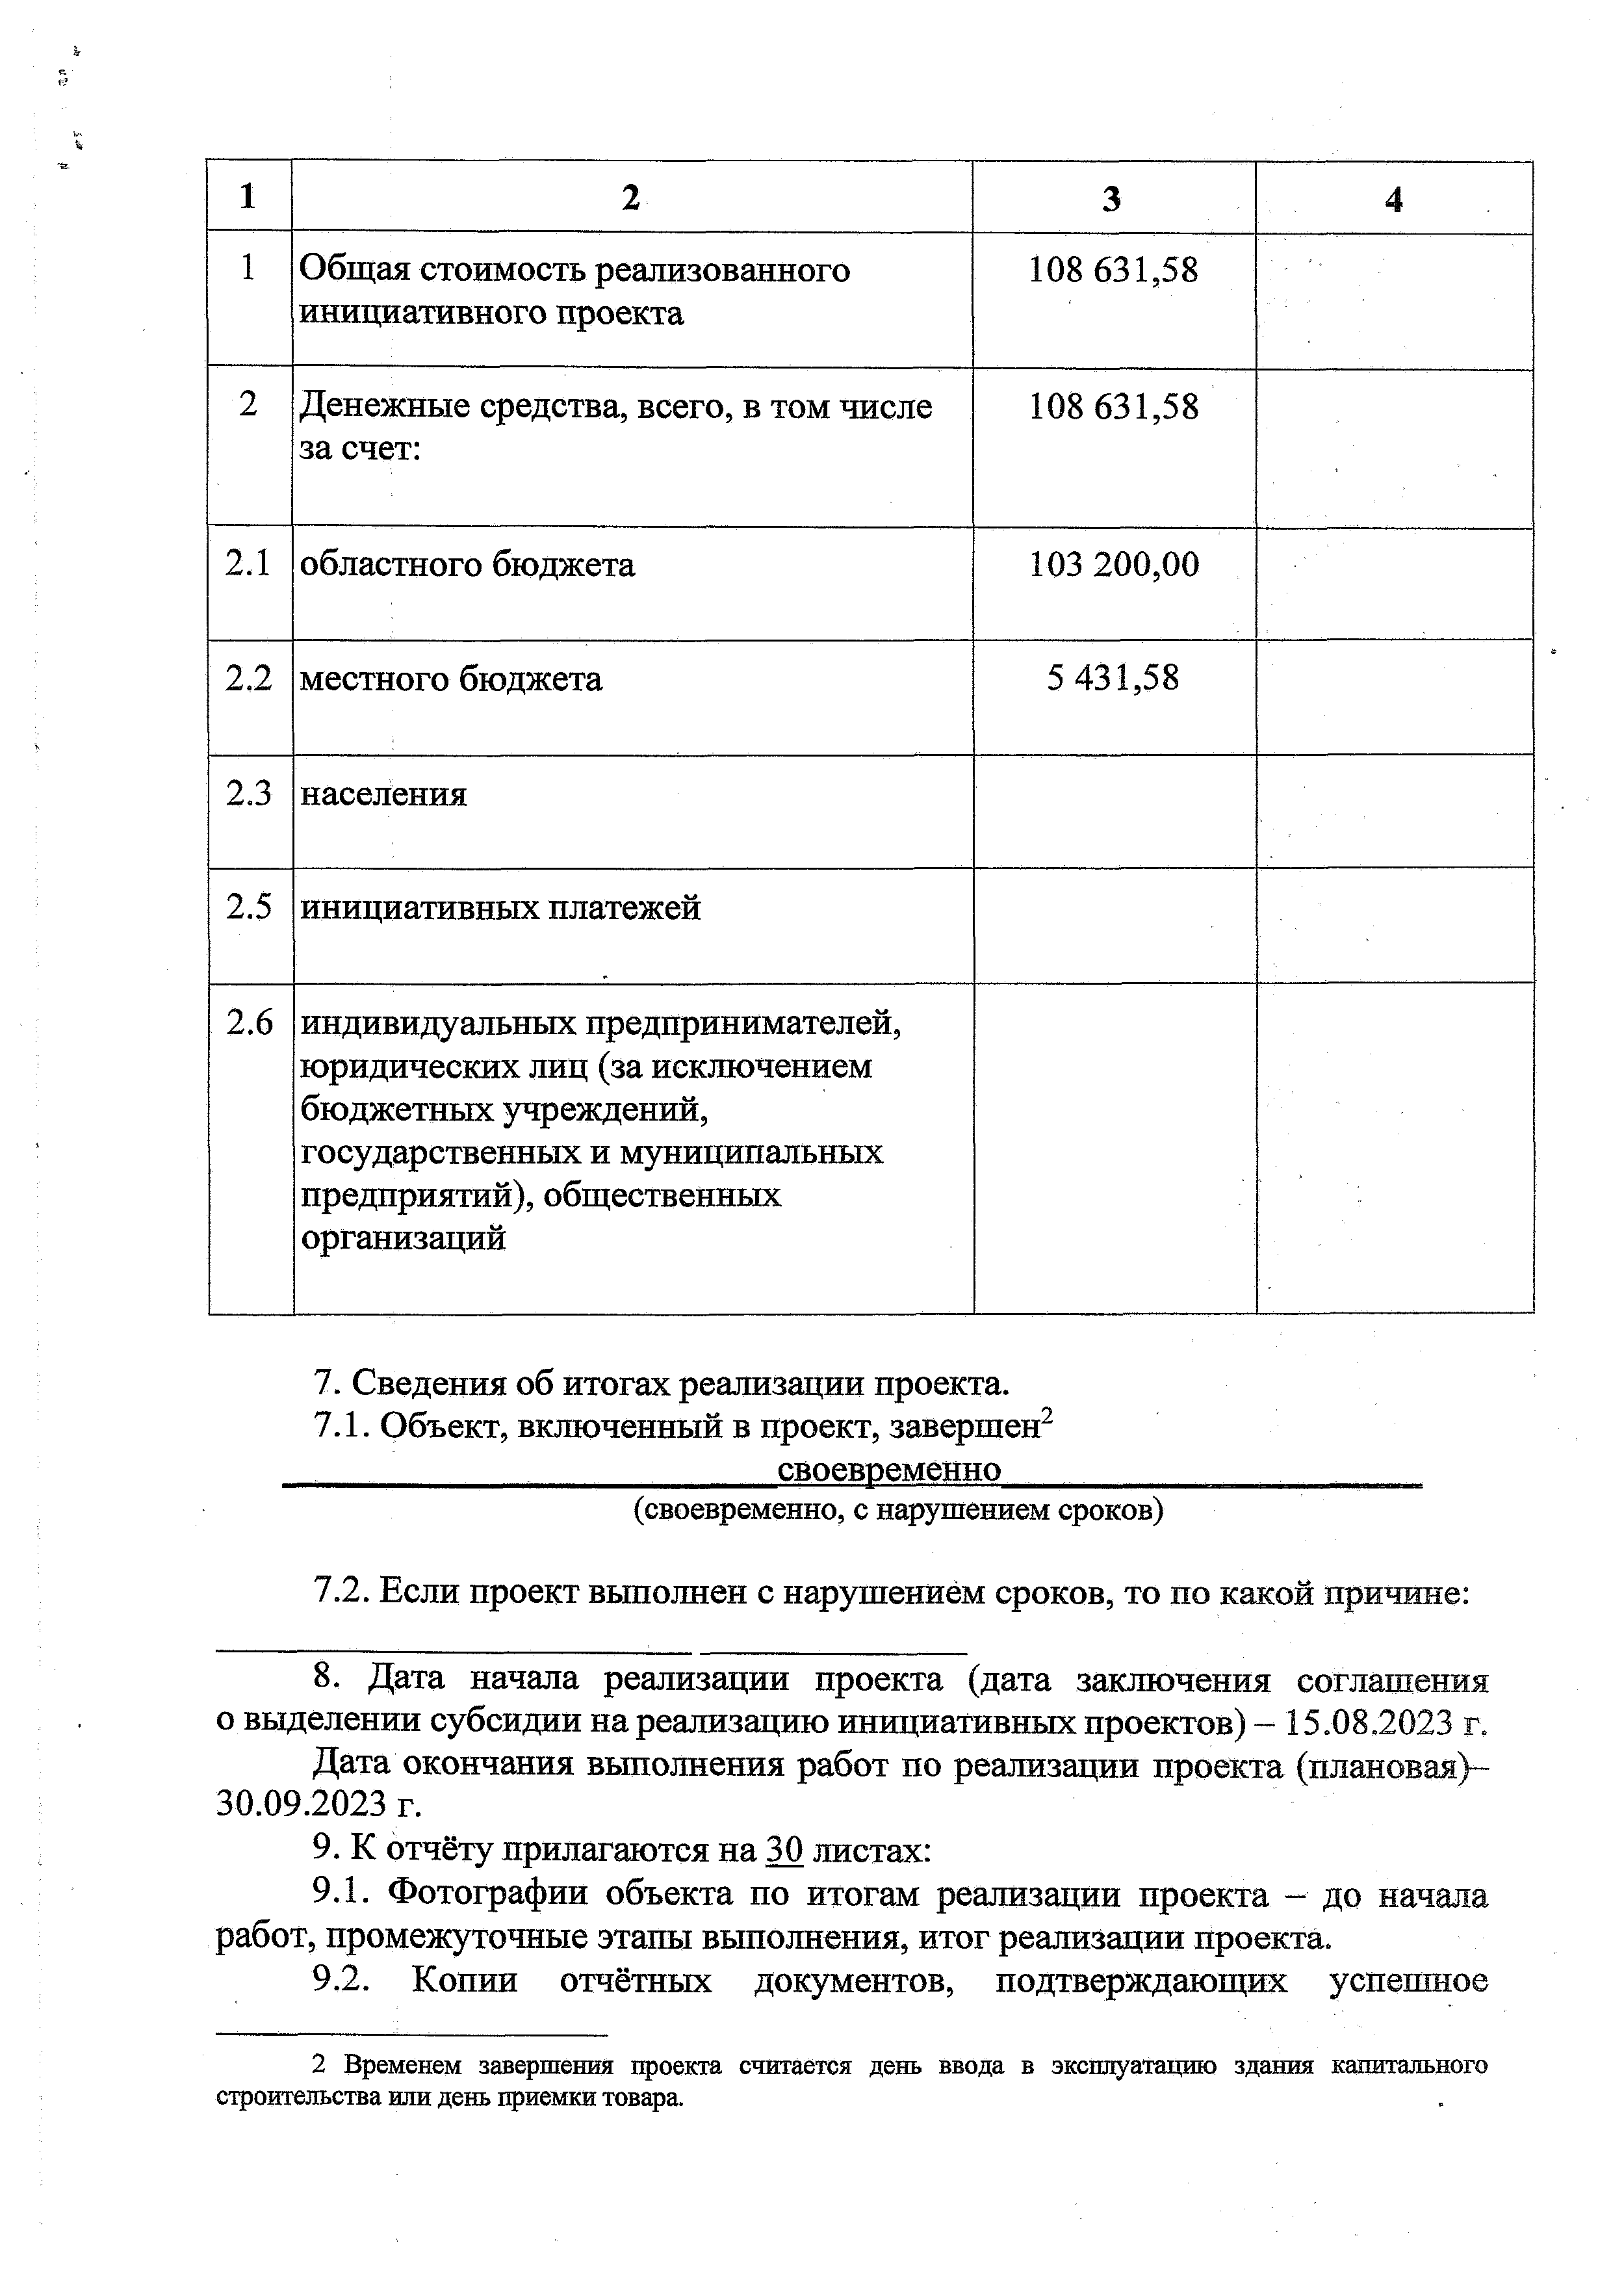 1 2 3 4
1 Общая стоимость реализованного 108 631,58
инициативного проекта
2 Денежные средства, всего, в том числе 108 631,58
за счет:
2.1 областного бюджета 103 200,00
2.2 местного бюджета 5 431,58
2.3 населения
2.5 инициативных платежей
2.6 индивидуальных предпринимателей,
юридических лиц (за исключением
бюджетных учреждений,
государственных и муниципальных
предприятий), общественных
организаций
7. Сведения об итогах реализации проекта.
7.1. Объект, включенный в проект, завершен²
своевременно
(своевременно, с нарушением сроков)
7.2. Если проект выполнен с нарушением сроков, то по какой причине:
8. Дата начала реализации проекта (дата заключения соглашения
о выделении субсидии на реализацию инициативных проектов) – 15.08.2023 г.
Дата окончания выполнения работ по реализации проекта (плановая)–
30.09.2023 г.
9. К отчёту прилагаются на 30 листах:
9.1. Фотографии объекта по итогам реализации проекта – до начала
работ, промежуточные этапы выполнения, итог реализации проекта.
9.2. Копии отчётных документов, подтверждающих успешное
2 Временем завершения проекта считается день ввода в эксплуатацию здания капитального
строительства или день приемки товара.